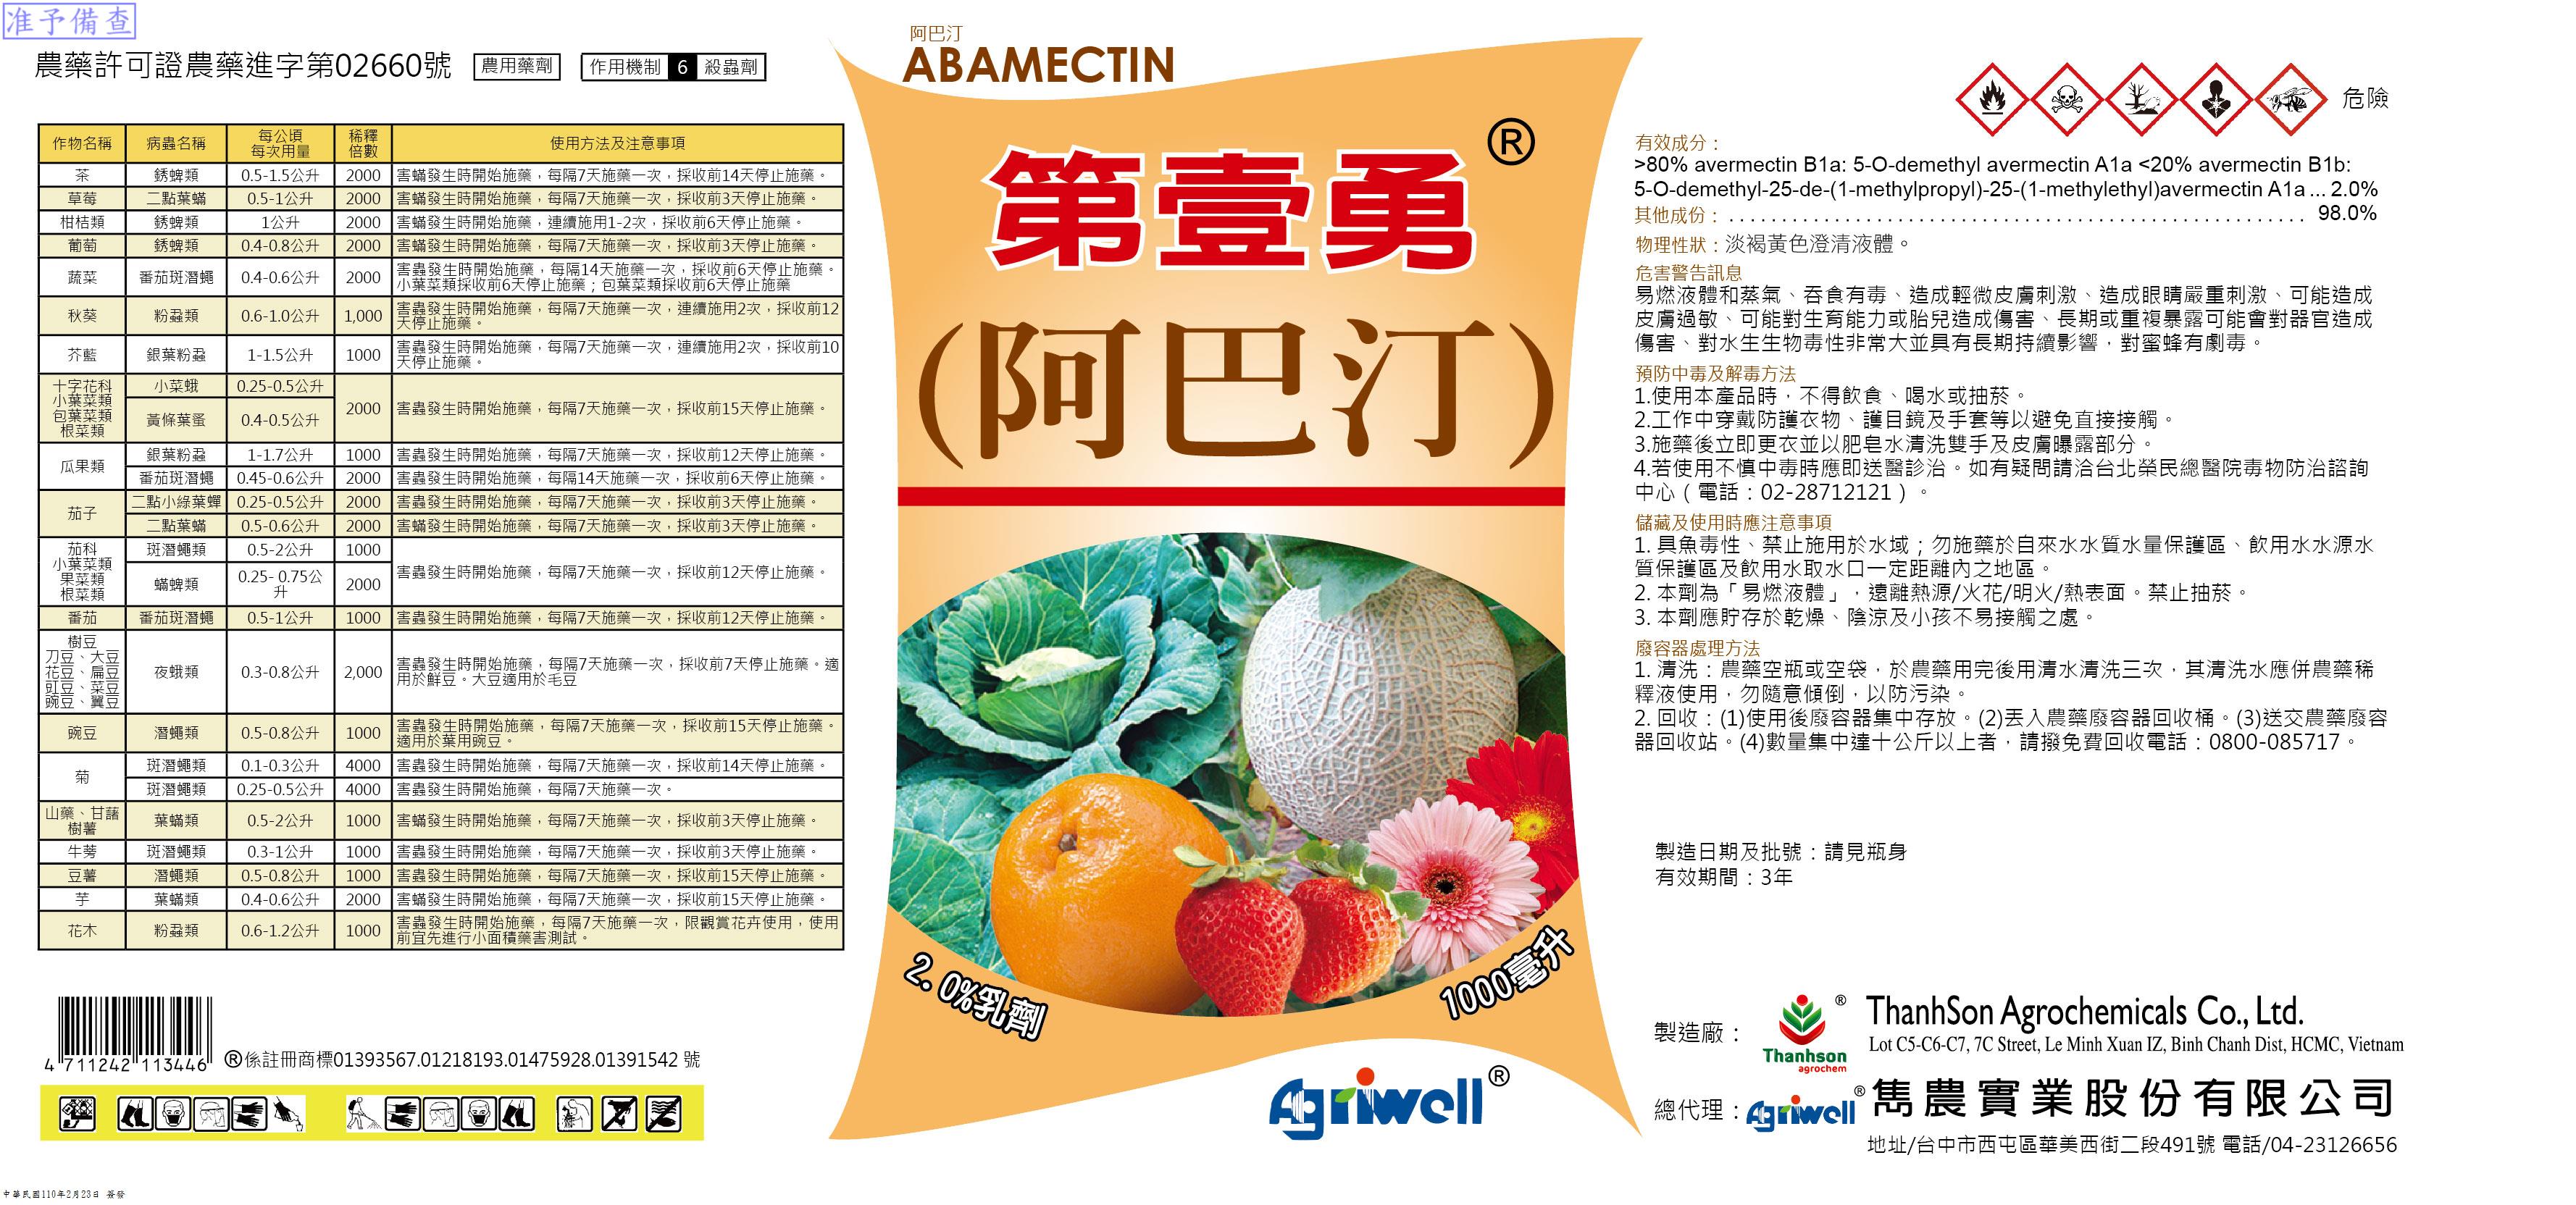 准予備查
農藥許可證農藥進字第02660號 農用藥劑 作用機制 6 殺蟲劑
作物名稱 病蟲名稱 每公頃每次用量 稀釋倍數 使用方法及注意事項
茶 銹蜱類 0.5-1.5公升 2000 害蟎發生時開始施藥，每隔7天施藥一次，採收前14天停止施藥。
草莓 二點葉蟎 0.5-1公升 2000 害蟎發生時開始施藥，每隔7天施藥一次，採收前3天停止施藥。
柑桔類 銹蜱類 1公升 2000 害蟎發生時開始施藥，連續施用1-2次，採收前6天停止施藥。
葡萄 銹蜱類 0.4-0.8公升 2000 害蟎發生時開始施藥，每隔7天施藥一次，採收前3天停止施藥。
蔬菜 番茄斑潛蠅 0.4-0.6公升 2000 害蟲發生時開始施藥，每隔14天施藥一次，採收前6天停止施藥。
小葉菜類採收前6天停止施藥；包葉菜類採收前6天停止施藥
秋葵 粉蝨類 0.6-1.0公升 1,000 害蟲發生時開始施藥，每隔7天施藥一次，連續施用2次，採收前12
天停止施藥。
芥藍 銀葉粉蝨 1-1.5公升 1000 害蟲發生時開始施藥，每隔7天施藥一次，連續施用2次，採收前10
天停止施藥。
十字花科
小葉菜類
包葉菜類
根菜類
小菜蛾 0.25-0.5公升
黃條葉蚤 0.4-0.5公升
2000 害蟲發生時開始施藥，每隔7天施藥一次，採收前15天停止施藥。
瓜果類 銀葉粉蝨 1-1.7公升 1000 害蟲發生時開始施藥，每隔7天施藥一次，採收前12天停止施藥。
番茄斑潛蠅 0.45-0.6公升 2000 害蟲發生時開始施藥，每隔14天施藥一次，採收前6天停止施藥。
茄子 二點小綠葉蟬 0.25-0.5公升 2000 害蟲發生時開始施藥，每隔7天施藥一次，採收前3天停止施藥。
二點葉蟎 0.5-0.6公升 2000 害蟎發生時開始施藥，每隔7天施藥一次，採收前3天停止施藥。
茄科
小葉菜類
果菜類
根菜類
斑潛蠅類 0.5-2公升 1000
蟎蜱類 0.25- 0.75公升 2000
害蟲發生時開始施藥，每隔7天施藥一次，採收前12天停止施藥。
番茄 番茄斑潛蠅 0.5-1公升 1000 害蟲發生時開始施藥，每隔7天施藥一次，採收前12天停止施藥。
樹豆
刀豆、大豆
花豆、扁豆
豇豆、菜豆
豌豆、翼豆
夜蛾類 0.3-0.8公升 2,000 害蟲發生時開始施藥，每隔7天施藥一次，採收前7天停止施藥。適
用於鮮豆。大豆適用於毛豆
豌豆 潛蠅類 0.5-0.8公升 1000 害蟲發生時開始施藥，每隔7天施藥一次，採收前15天停止施藥。
適用於葉用豌豆。
菊 斑潛蠅類 0.1-0.3公升 4000 害蟲發生時開始施藥，每隔7天施藥一次，採收前14天停止施藥。
斑潛蠅類 0.25-0.5公升 4000 害蟲發生時開始施藥，每隔7天施藥一次。
山藥、甘藷
樹薯
葉蟎類 0.5-2公升 1000 害蟎發生時開始施藥，每隔7天施藥一次，採收前3天停止施藥。
牛蒡 斑潛蠅類 0.3-1公升 1000 害蟲發生時開始施藥，每隔7天施藥一次，採收前3天停止施藥。
豆薯 潛蠅類 0.5-0.8公升 1000 害蟲發生時開始施藥，每隔7天施藥一次，採收前15天停止施藥。
芋 葉蟎類 0.4-0.6公升 2000 害蟎發生時開始施藥，每隔7天施藥一次，採收前15天停止施藥。
花木 粉蝨類 0.6-1.2公升 1000 害蟲發生時開始施藥，每隔7天施藥一次，限觀賞花卉使用，使用
前宜先進行小面積藥害測試。
4 711242 113446
®係註冊商標01393567.01218193.01475928.01391542 號
中華民國110年2月23日 簽發
阿巴汀
ABAMECTIN
第壹勇®
(阿巴汀)
2.0%乳劑
1000毫升
Agriwell®
危險
有效成分：
>80% avermectin B1a: 5-O-demethyl avermectin A1a <20% avermectin B1b:
5-O-demethyl-25-de-(1-methylpropyl)-25-(1-methylethyl)avermectin A1a ... 2.0%
其他成份：. . . . . . . . . . . . . . . . . . . . . . . . . . . . . . . . . . . . . . . . . . . . . . . . . . . . . . . 98.0%
物理性狀：淡褐黃色澄清液體。
危害警告訊息
易燃液體和蒸氣、吞食有毒、造成輕微皮膚刺激、造成眼睛嚴重刺激、可能造成
皮膚過敏、可能對生育能力或胎兒造成傷害、長期或重複暴露可能會對器官造成
傷害、對水生生物毒性非常大並具有長期持續影響，對蜜蜂有劇毒。
預防中毒及解毒方法
1.使用本產品時，不得飲食、喝水或抽菸。
2.工作中穿戴防護衣物、護目鏡及手套等以避免直接接觸。
3.施藥後立即更衣並以肥皂水清洗雙手及皮膚曝露部分。
4.若使用不慎中毒時應即送醫診治。如有疑問請洽台北榮民總醫院毒物防治諮詢
中心（電話：02-28712121）。
儲藏及使用時應注意事項
1. 具魚毒性、禁止施用於水域；勿施藥於自來水水質水量保護區、飲用水水源水
質保護區及飲用水取水口一定距離內之地區。
2. 本劑為「易燃液體」，遠離熱源/火花/明火/熱表面。禁止抽菸。
3. 本劑應貯存於乾燥、陰涼及小孩不易接觸之處。
廢容器處理方法
1. 清洗：農藥空瓶或空袋，於農藥用完後用清水清洗三次，其清洗水應併農藥稀
釋液使用，勿隨意傾倒，以防污染。
2. 回收：(1)使用後廢容器集中存放。(2)丟入農藥廢容器回收桶。(3)送交農藥廢容
器回收站。(4)數量集中達十公斤以上者，請撥免費回收電話：0800-085717。
製造日期及批號：請見瓶身
有效期間：3年
製造廠： Thanhson agrochem ® ThanhSon Agrochemicals Co., Ltd.
Lot C5-C6-C7, 7C Street, Le Minh Xuan IZ, Binh Chanh Dist, HCMC, Vietnam
總代理：Agriwell® 雋農實業股份有限公司
地址/台中市西屯區華美西街二段491號 電話/04-23126656